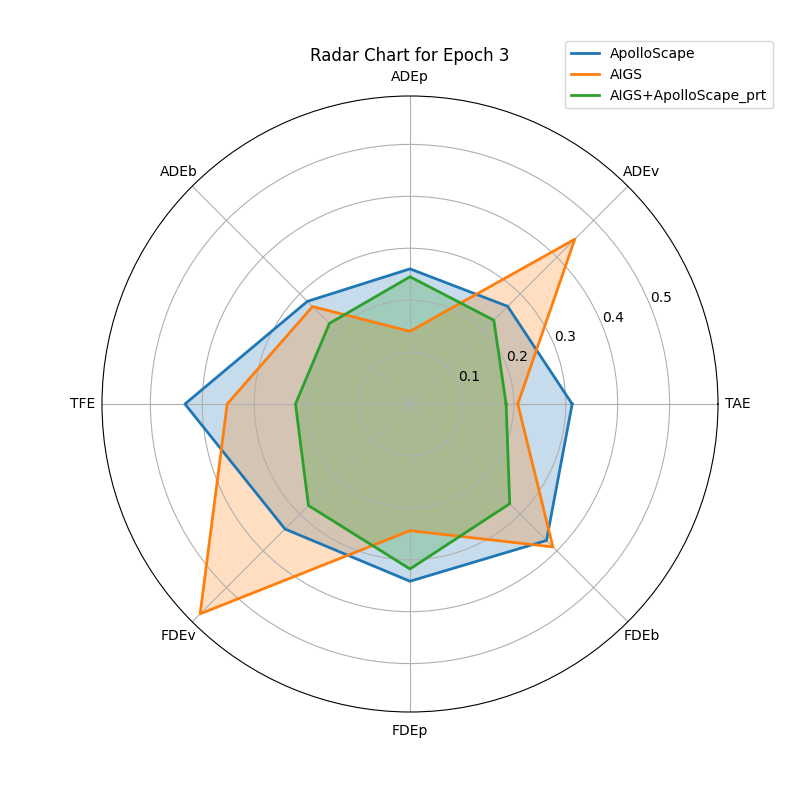 Radar Chart for Epoch 3
ApolloScape
AIGS
AIGS+ApolloScape_prt
ADEp
ADEb
ADEv
0.5
0.4
0.3
0.2
0.1
TFE
TAE
FDEv
FDEb
FDEp